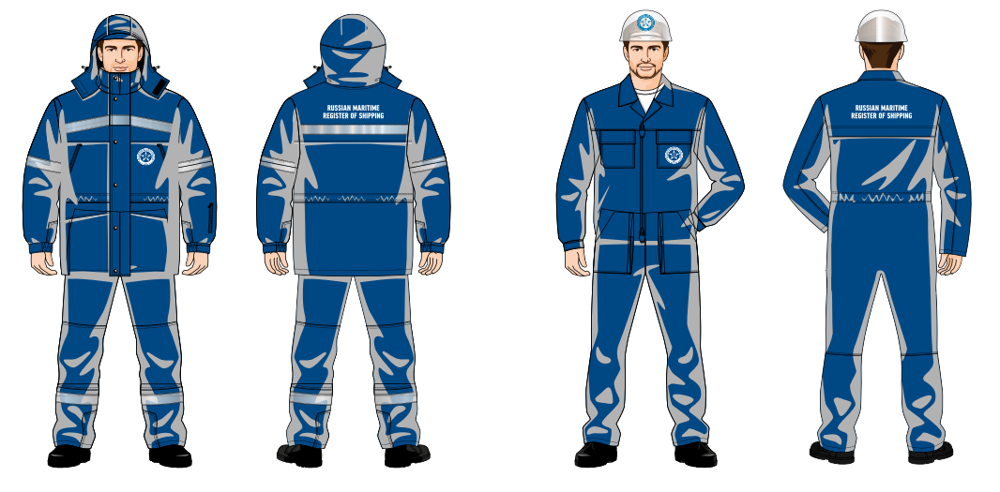 RUSSIAN MARITIME
REGISTER OF SHIPPING
RUSSIAN MARITIME
REGISTER OF SHIPPING